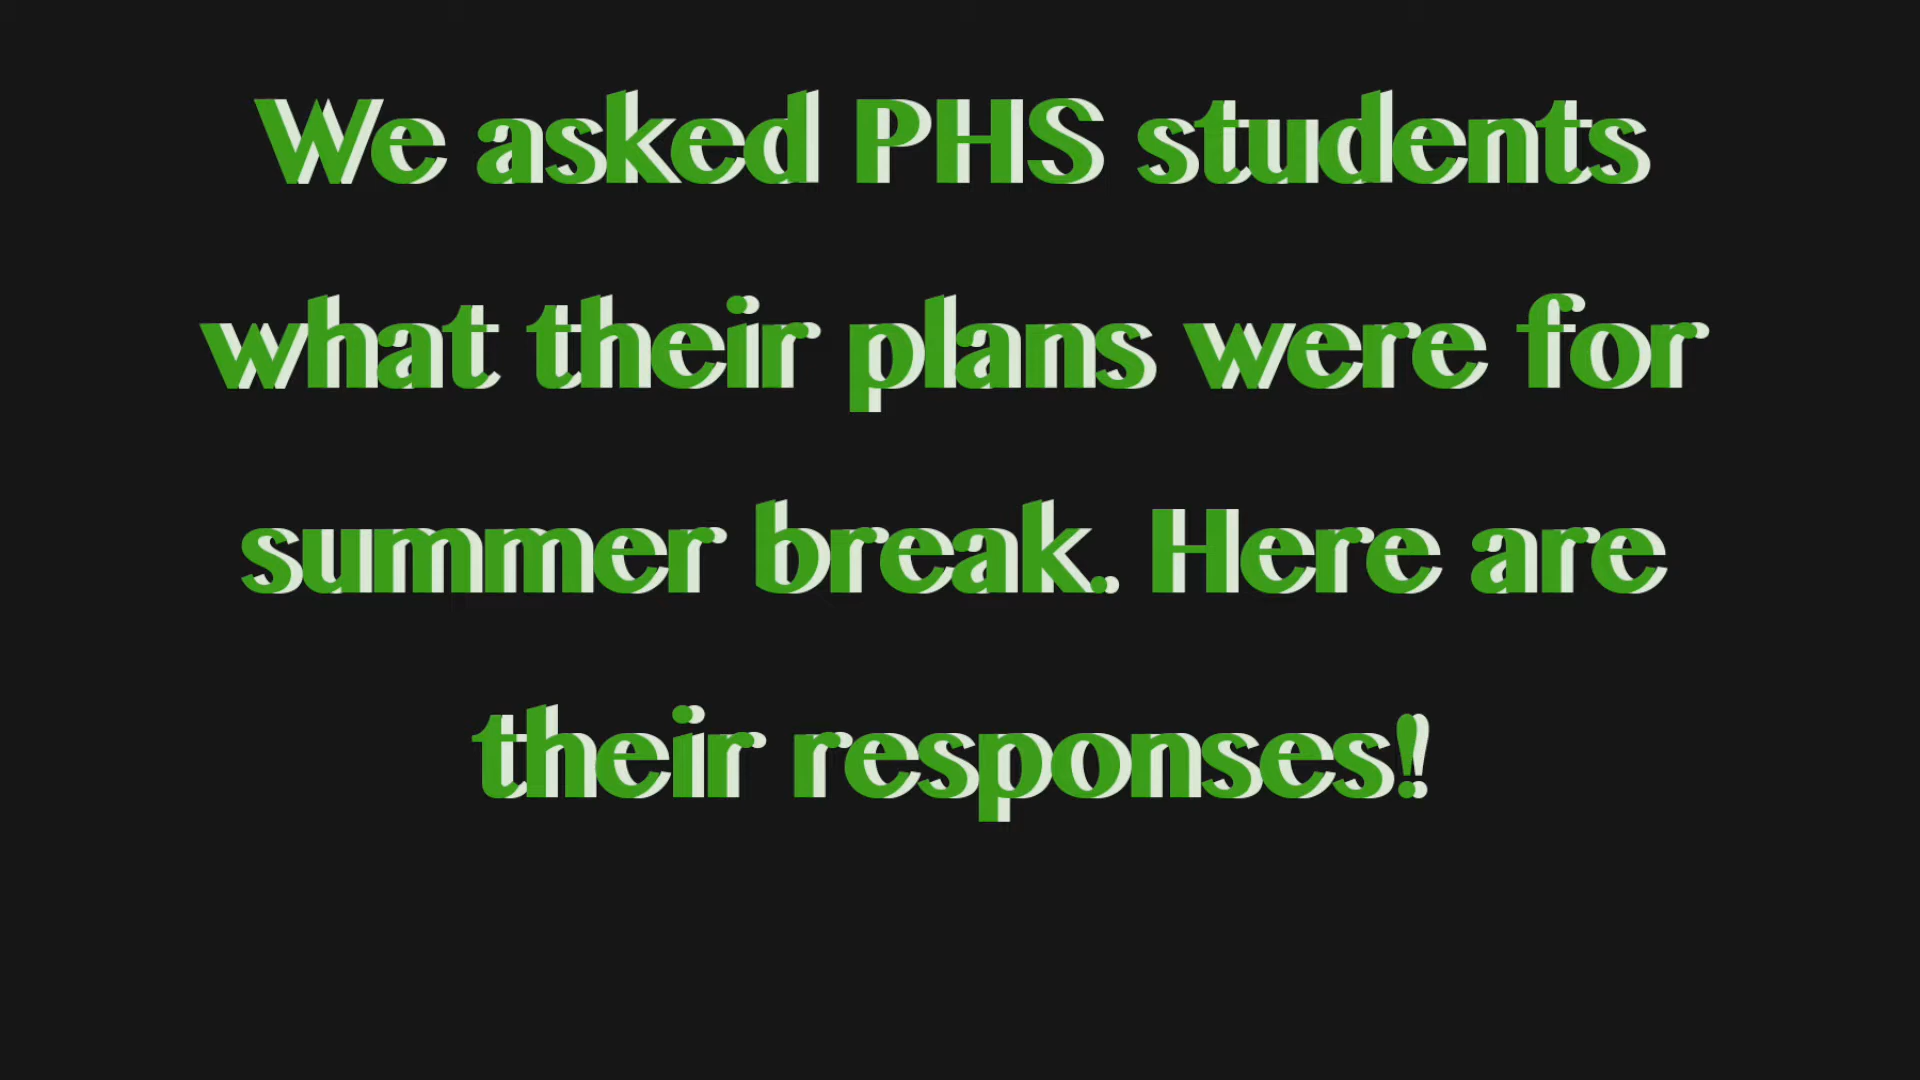 We asked PHS students
what their plans were for
summer break. Here are
their responses!